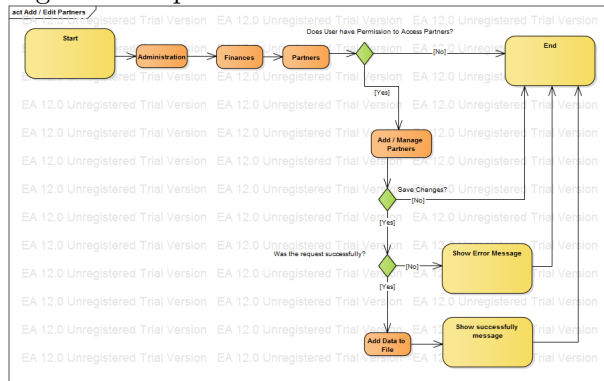 act Add / Edit Partners
Does User have Permission to Access Partners?
Start
Administration
Finances
Partners
[No]
End
[Yes]
Add / Manage
Partners
Save Changes?
[No]
[Yes]
Was the request successfully?
[No]
Show Error Message
[Yes]
Add Data to
File
Show successfully
message
EA 12.0 Unregistered Trial Version